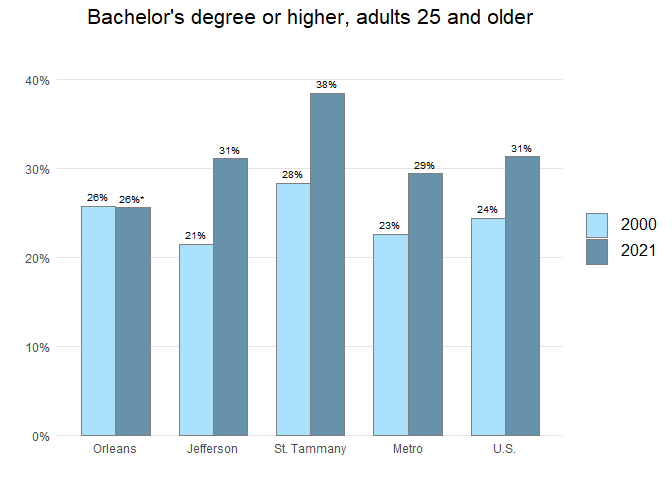 Bachelor's degree or higher, adults 25 and older
40%
30%
20%
10%
0%
26%
26%*
21%
31%
28%
38%
23%
29%
24%
31%
Orleans
Jefferson
St. Tammany
Metro
U.S.
2000
2021